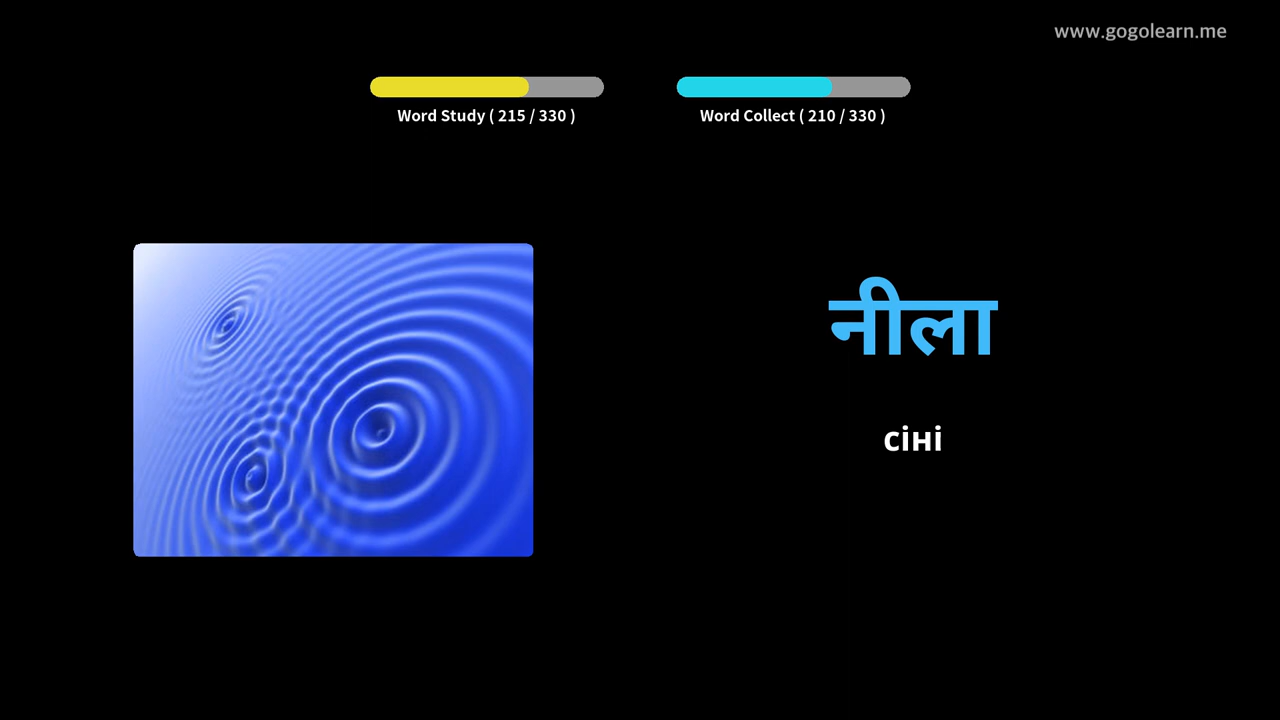 www.gogolearn.me
Word Study ( 215 / 330 )
Word Collect ( 210 / 330 )
नीला
сіні